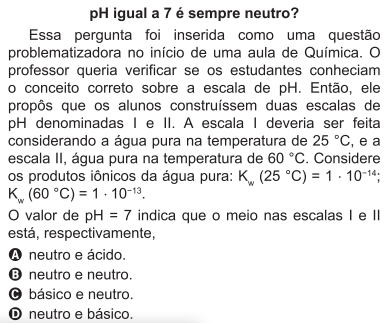 pH igual a 7 é sempre neutro?
Essa pergunta foi inserida como uma questão
problematizadora no início de uma aula de Química. O
professor queria verificar se os estudantes conheciam
o conceito correto sobre a escala de pH. Então, ele
propôs que os alunos construíssem duas escalas de
pH denominadas I e II. A escala I deveria ser feita
considerando a água pura na temperatura de 25 °C, e a
escala II, água pura na temperatura de 60 °C. Considere
os produtos iônicos da água pura: K_w (25 °C) = 1 · 10⁻¹⁴;
K_w (60 °C) = 1 · 10⁻¹³.
O valor de pH = 7 indica que o meio nas escalas I e II
está, respectivamente,
A neutro e ácido.
B neutro e neutro.
C básico e neutro.
D neutro e básico.